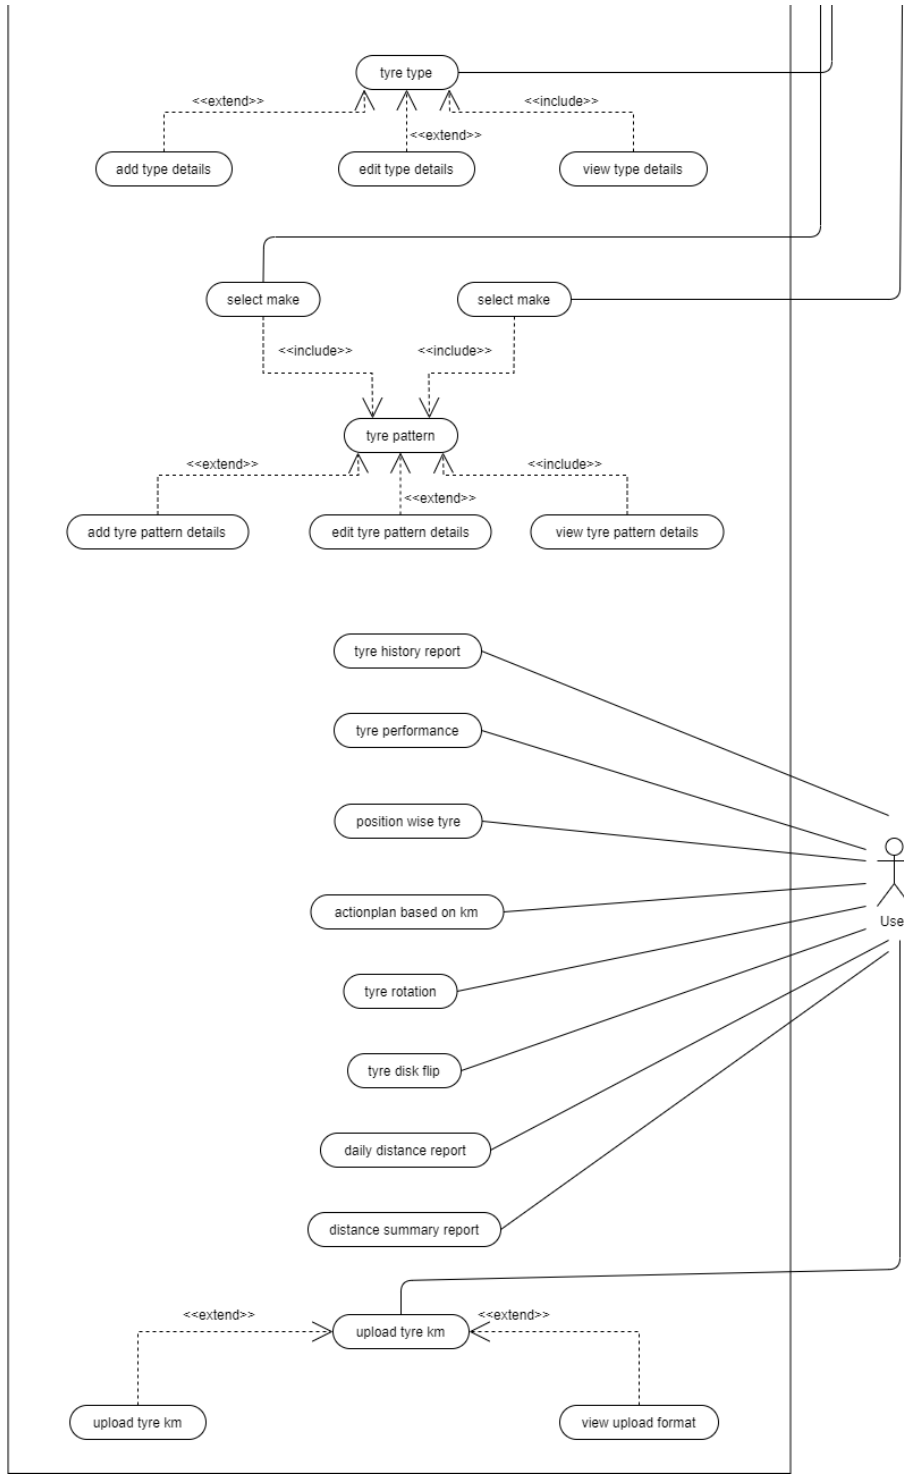 tyre type
<<extend>>
<<include>>
<<extend>>
add type details
edit type details
view type details
select make
select make
<<include>>
<<include>>
tyre pattern
<<extend>>
<<include>>
<<extend>>
add tyre pattern details
edit tyre pattern details
view tyre pattern details
tyre history report
tyre performance
position wise tyre
actionplan based on km
Use
tyre rotation
tyre disk flip
daily distance report
distance summary report
<<extend>>
<<extend>>
upload tyre km
upload tyre km
view upload format